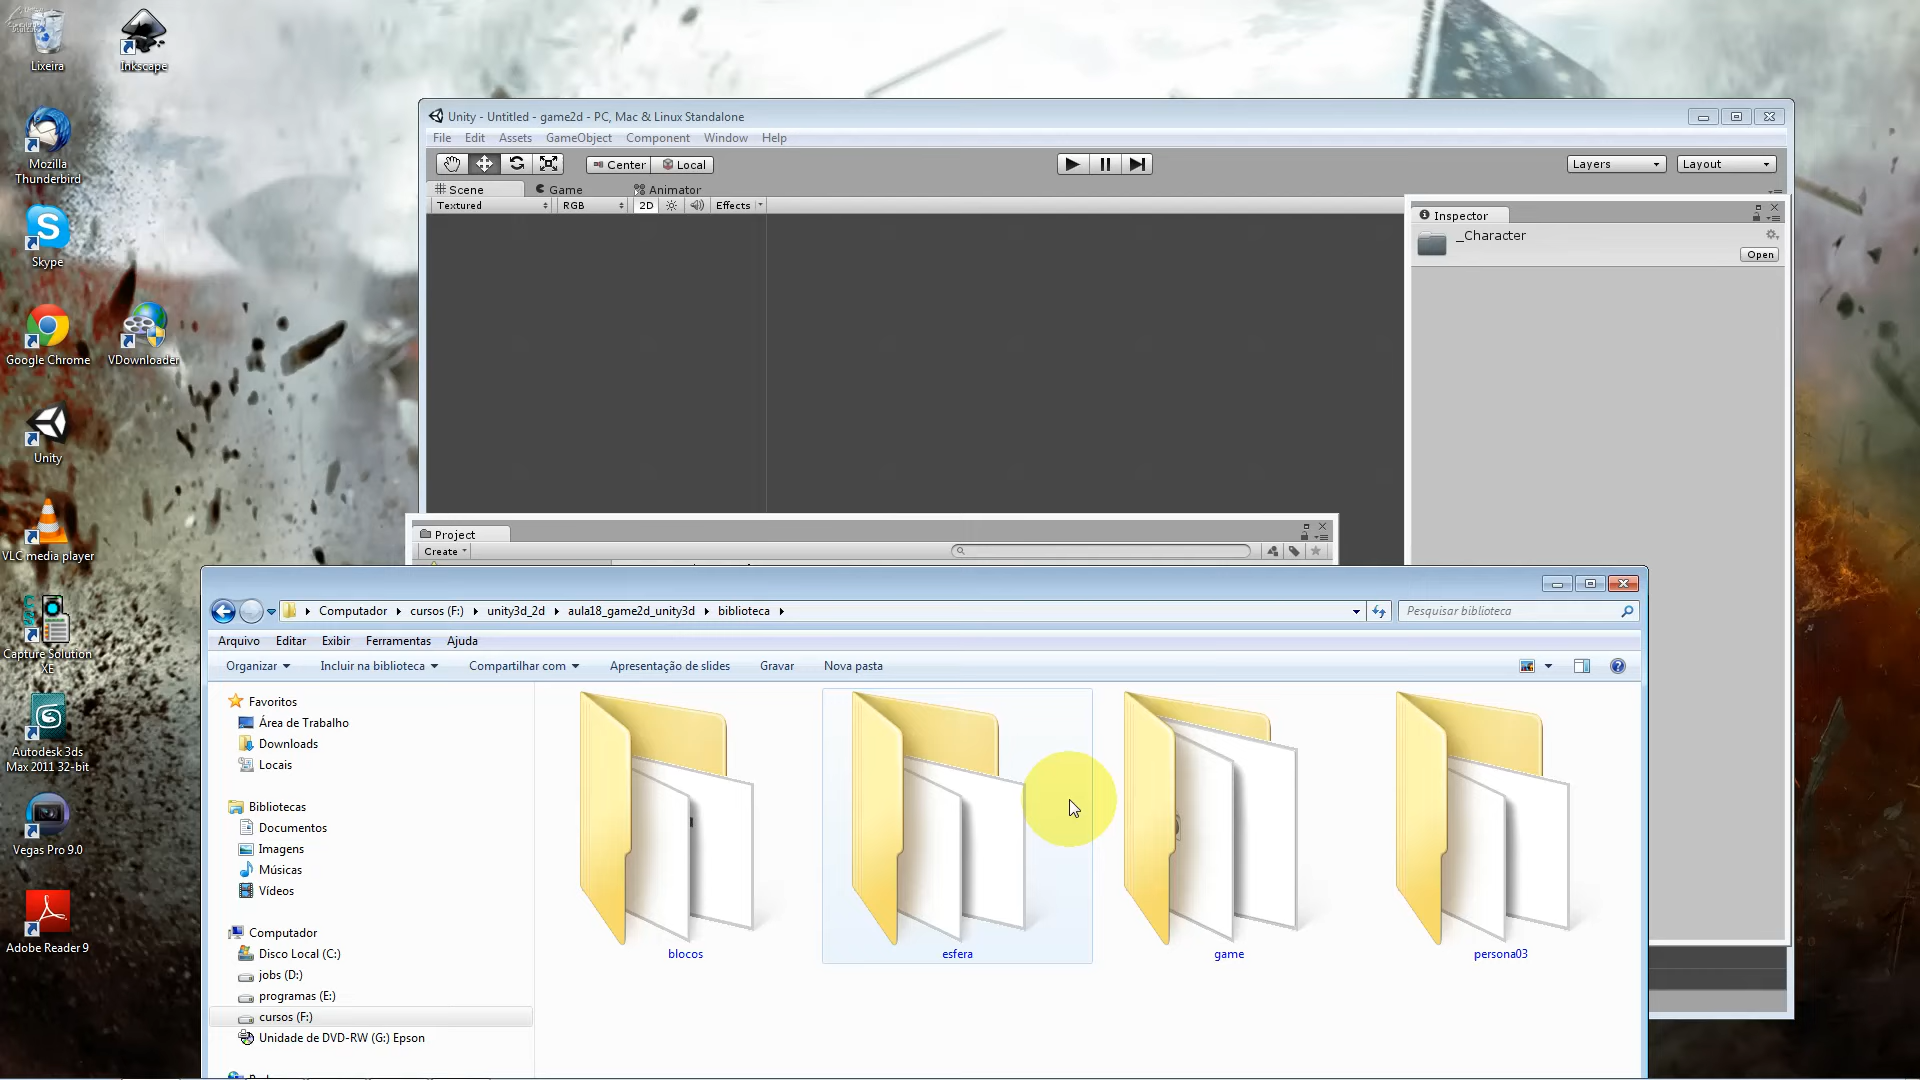 Lixeira
Inkscape
Mozilla
Thunderbird
Skype
Google Chrome
VDownloader
Unity
VLC media player
Capture Solution
XE
Autodesk 3ds
Max 2011 32-bit
Vegas Pro 9.0
Adobe Reader 9
Unity - Untitled - game2d - PC, Mac & Linux Standalone
File Edit Assets GameObject Component Window Help
Center Local
Layers Layout
Scene Game Animator
Textured RGB 2D Effects
Inspector
_Character
Open
Project
Create
Computador cursos (F:) unity3d_2d aula18_game2d_unity3d biblioteca
Pesquisar biblioteca
Arquivo Editar Exibir Ferramentas Ajuda
Organizar Incluir na biblioteca Compartilhar com Apresentação de slides Gravar Nova pasta
Favoritos
Área de Trabalho
Downloads
Locais
Bibliotecas
Documentos
Imagens
Músicas
Vídeos
Computador
Disco Local (C:)
jobs (D:)
programas (E:)
cursos (F:)
Unidade de DVD-RW (G:) Epson
blocos
esfera
game
persona03